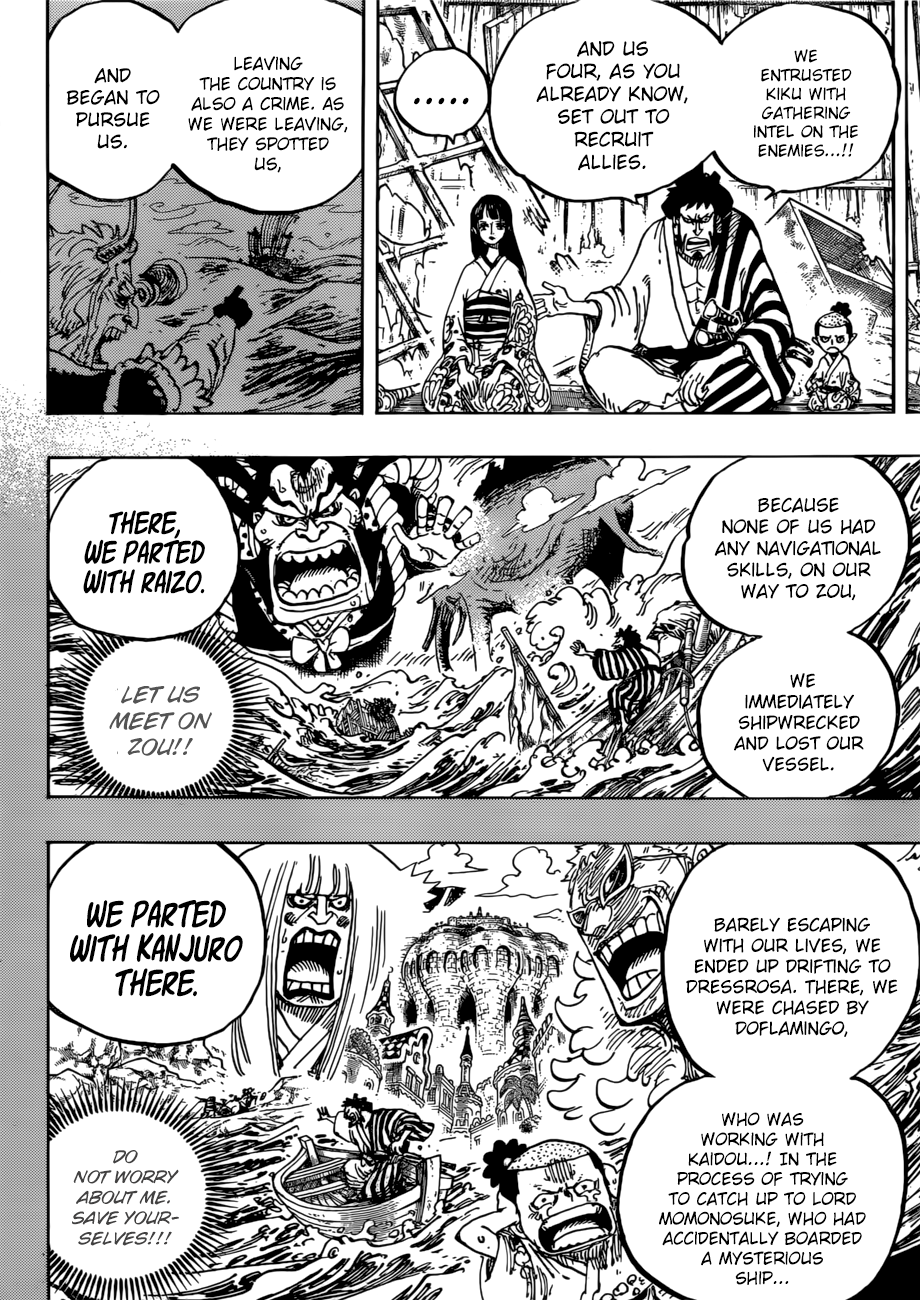 WE
ENTRUSTED
KIKU WITH
GATHERING
INTEL ON THE
ENEMIES...!!
AND US
FOUR, AS YOU
ALREADY KNOW,
SET OUT TO
RECRUIT
ALLIES.
.....
LEAVING
THE COUNTRY IS
ALSO A CRIME. AS
WE WERE LEAVING,
THEY SPOTTED
US,
AND
BEGAN TO
PURSUE
US.
BECAUSE
NONE OF US HAD
ANY NAVIGATIONAL
SKILLS, ON OUR
WAY TO ZOU,
WE
IMMEDIATELY
SHIPWRECKED
AND LOST OUR
VESSEL.
THERE,
WE PARTED
WITH RAIZO.
LET US
MEET ON
ZOU!!
BARELY ESCAPING
WITH OUR LIVES, WE
ENDED UP DRIFTING TO
DRESSROSA. THERE, WE
WERE CHASED BY
DOFLAMINGO,
WHO WAS
WORKING WITH
KAIDOU...! IN THE
PROCESS OF TRYING
TO CATCH UP TO LORD
MOMONOSUKE, WHO HAD
ACCIDENTALLY BOARDED
A MYSTERIOUS
SHIP...
WE PARTED
WITH KANJURO
THERE.
DO
NOT WORRY
ABOUT ME.
SAVE YOUR-
SELVES!!!